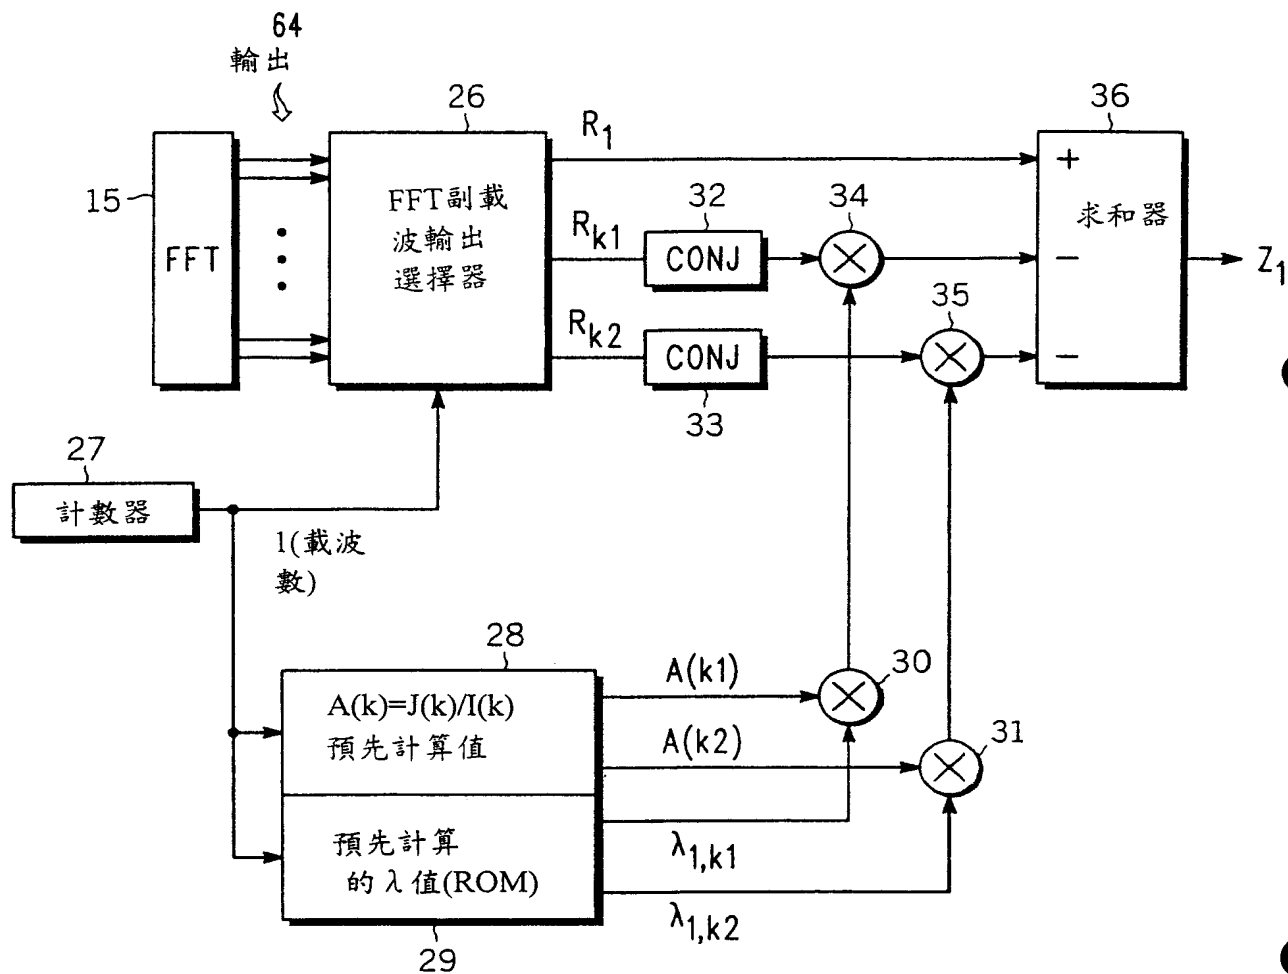 64
輸出
26
36
R1
+
15
FFT
FFT副載
波輸出
選擇器
32
34
求和器
Rk1
CONJ
−
Z1
35
Rk2
CONJ
−
33
27
計數器
1(載波
數)
28
A(k)=J(k)/I(k)
預先計算值
A(k1)
30
A(k2)
31
預先計算
的λ值(ROM)
λ1,k1
λ1,k2
29